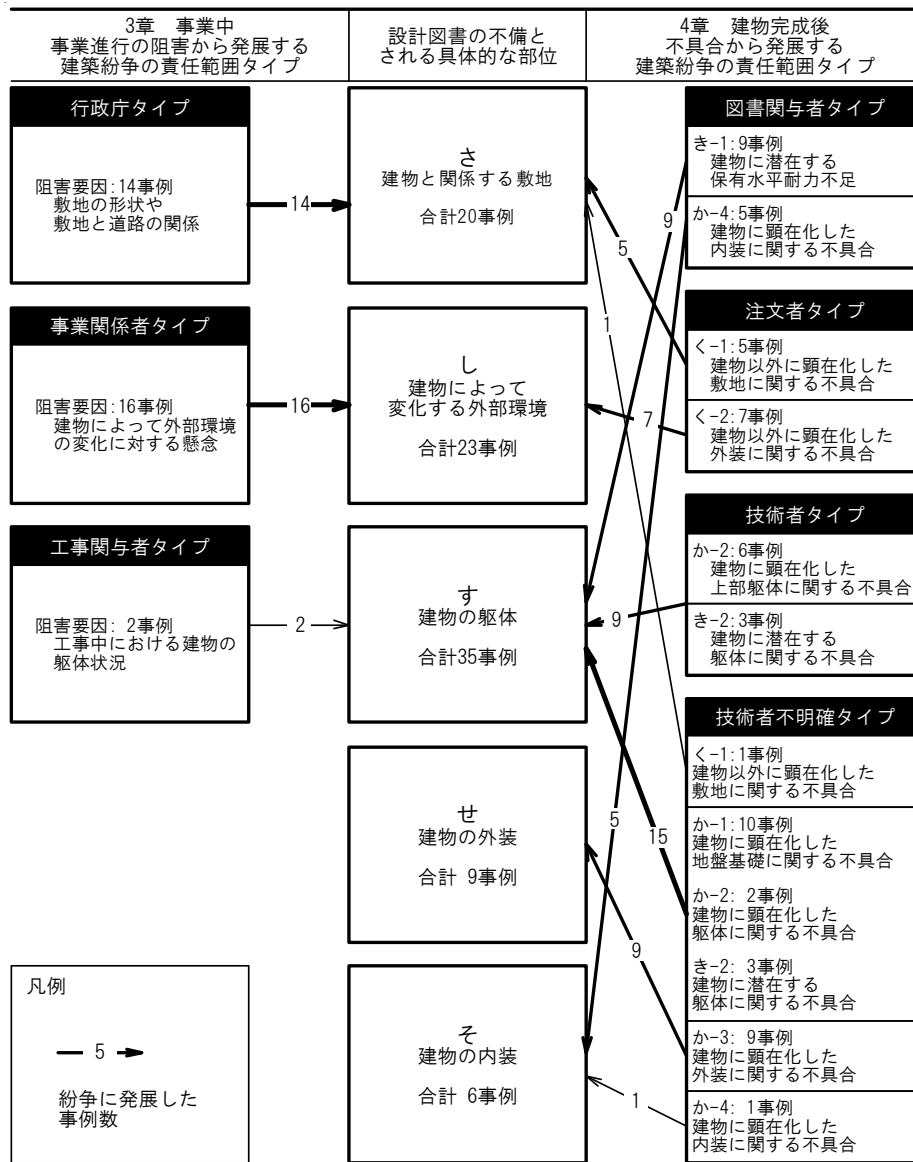 3章　事業中
事業進行の阻害から発展する
建築紛争の責任範囲タイプ
設計図書の不備と
される具体的な部位
4章　建物完成後
不具合から発展する
建築紛争の責任範囲タイプ
行政庁タイプ
阻害要因:14事例
敷地の形状や
敷地と道路の関係
14
事業関係者タイプ
阻害要因:16事例
建物によって外部環境
の変化に対する懸念
16
工事関与者タイプ
阻害要因: 2事例
工事中における建物の
躯体状況
2
凡例
5
紛争に発展した
事例数
さ
建物と関係する敷地
合計20事例
し
建物によって
変化する外部環境
合計23事例
す
建物の躯体
合計35事例
せ
建物の外装
合計 9事例
そ
建物の内装
合計 6事例
9
5
1
7
9
5
15
9
1
図書関与者タイプ
き-1:9事例
建物に潜在する
保有水平耐力不足
か-4:5事例
建物に顕在化した
内装に関する不具合
注文者タイプ
く-1:5事例
建物以外に顕在化した
敷地に関する不具合
く-2:7事例
建物以外に顕在化した
外装に関する不具合
技術者タイプ
か-2:6事例
建物に顕在化した
上部躯体に関する不具合
き-2:3事例
建物に潜在する
躯体に関する不具合
技術者不明確タイプ
く-1:1事例
建物以外に顕在化した
敷地に関する不具合
か-1:10事例
建物に顕在化した
地盤基礎に関する不具合
か-2: 2事例
建物に顕在化した
躯体に関する不具合
き-2: 3事例
建物に潜在する
躯体に関する不具合
か-3: 9事例
建物に顕在化した
外装に関する不具合
か-4: 1事例
建物に顕在化した
内装に関する不具合